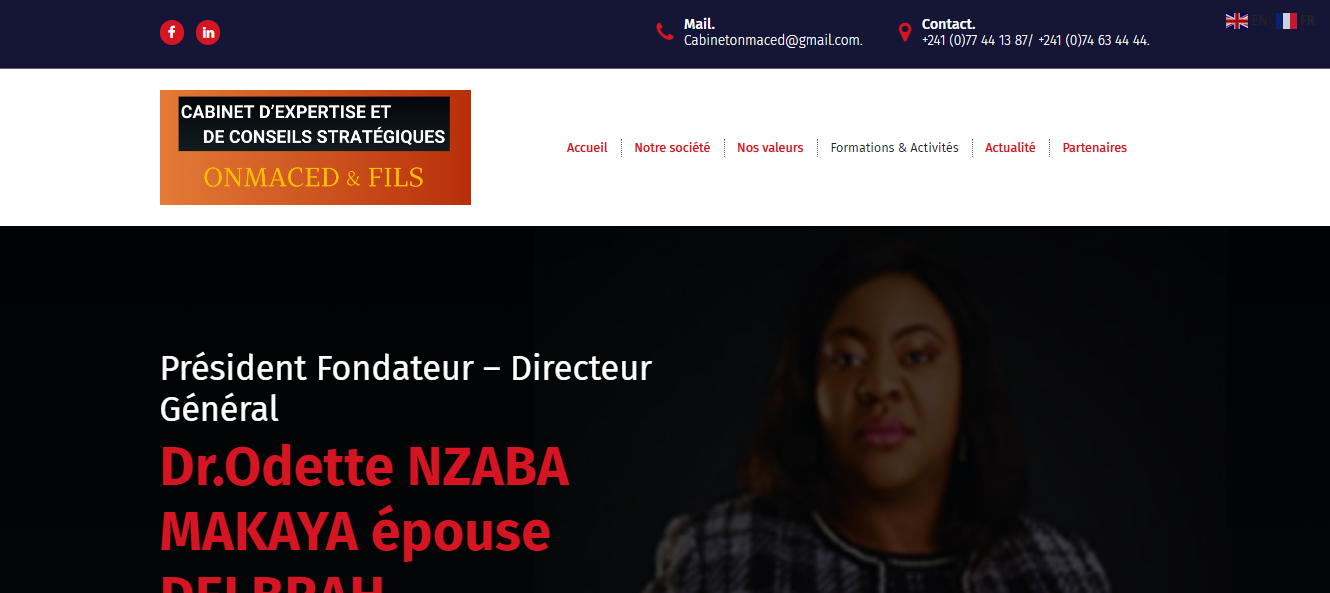 f
in
Mail.
Cabinetonmaced@gmail.com.
Contact.
+241 (0)77 44 13 87/ +241 (0)74 63 44 44.
EN FR
CABINET D’EXPERTISE ET
DE CONSEILS STRATÉGIQUES
ONMACED & FILS
Accueil
Notre société
Nos valeurs
Formations & Activités
Actualité
Partenaires
Président Fondateur – Directeur
Général
Dr.Odette NZABA
MAKAYA épouse